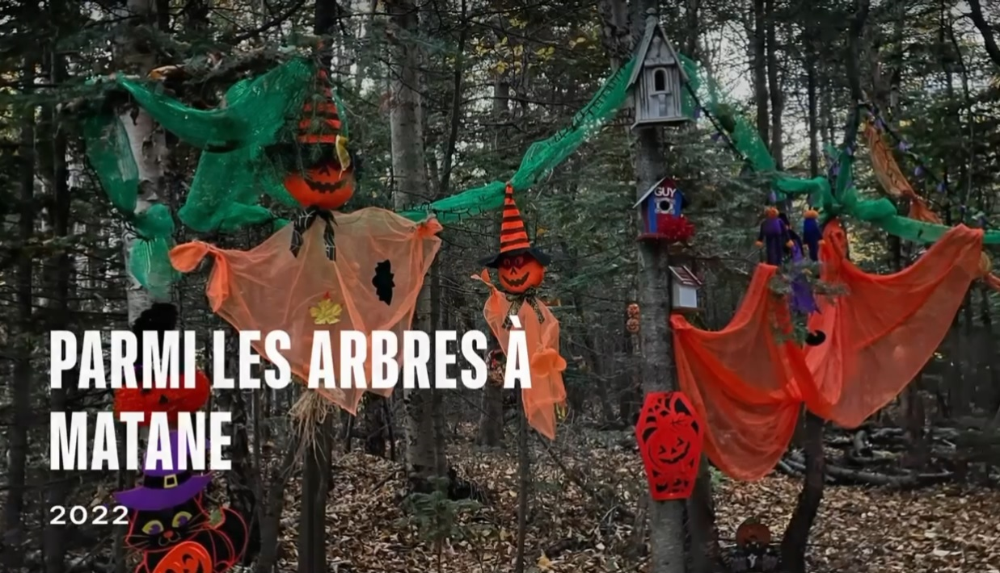 GUY
PARMI LES ARBRES À
MATANE
2022